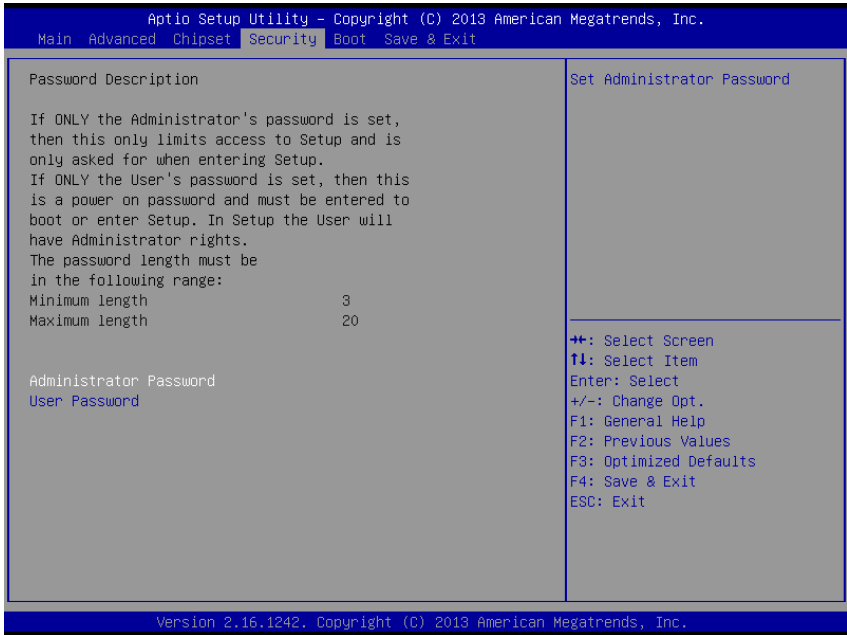 Aptio Setup Utility – Copyright (C) 2013 American Megatrends, Inc.
Main Advanced Chipset Security Boot Save & Exit
Password Description
If ONLY the Administrator's password is set,
then this only limits access to Setup and is
only asked for when entering Setup.
If ONLY the User's password is set, then this
is a power on password and must be entered to
boot or enter Setup. In Setup the User will
have Administrator rights.
The password length must be
in the following range:
Minimum length 3
Maximum length 20
Administrator Password
User Password
Set Administrator Password
→←: Select Screen
↑↓: Select Item
Enter: Select
+/-: Change Opt.
F1: General Help
F2: Previous Values
F3: Optimized Defaults
F4: Save & Exit
ESC: Exit
Version 2.16.1242. Copyright (C) 2013 American Megatrends, Inc.